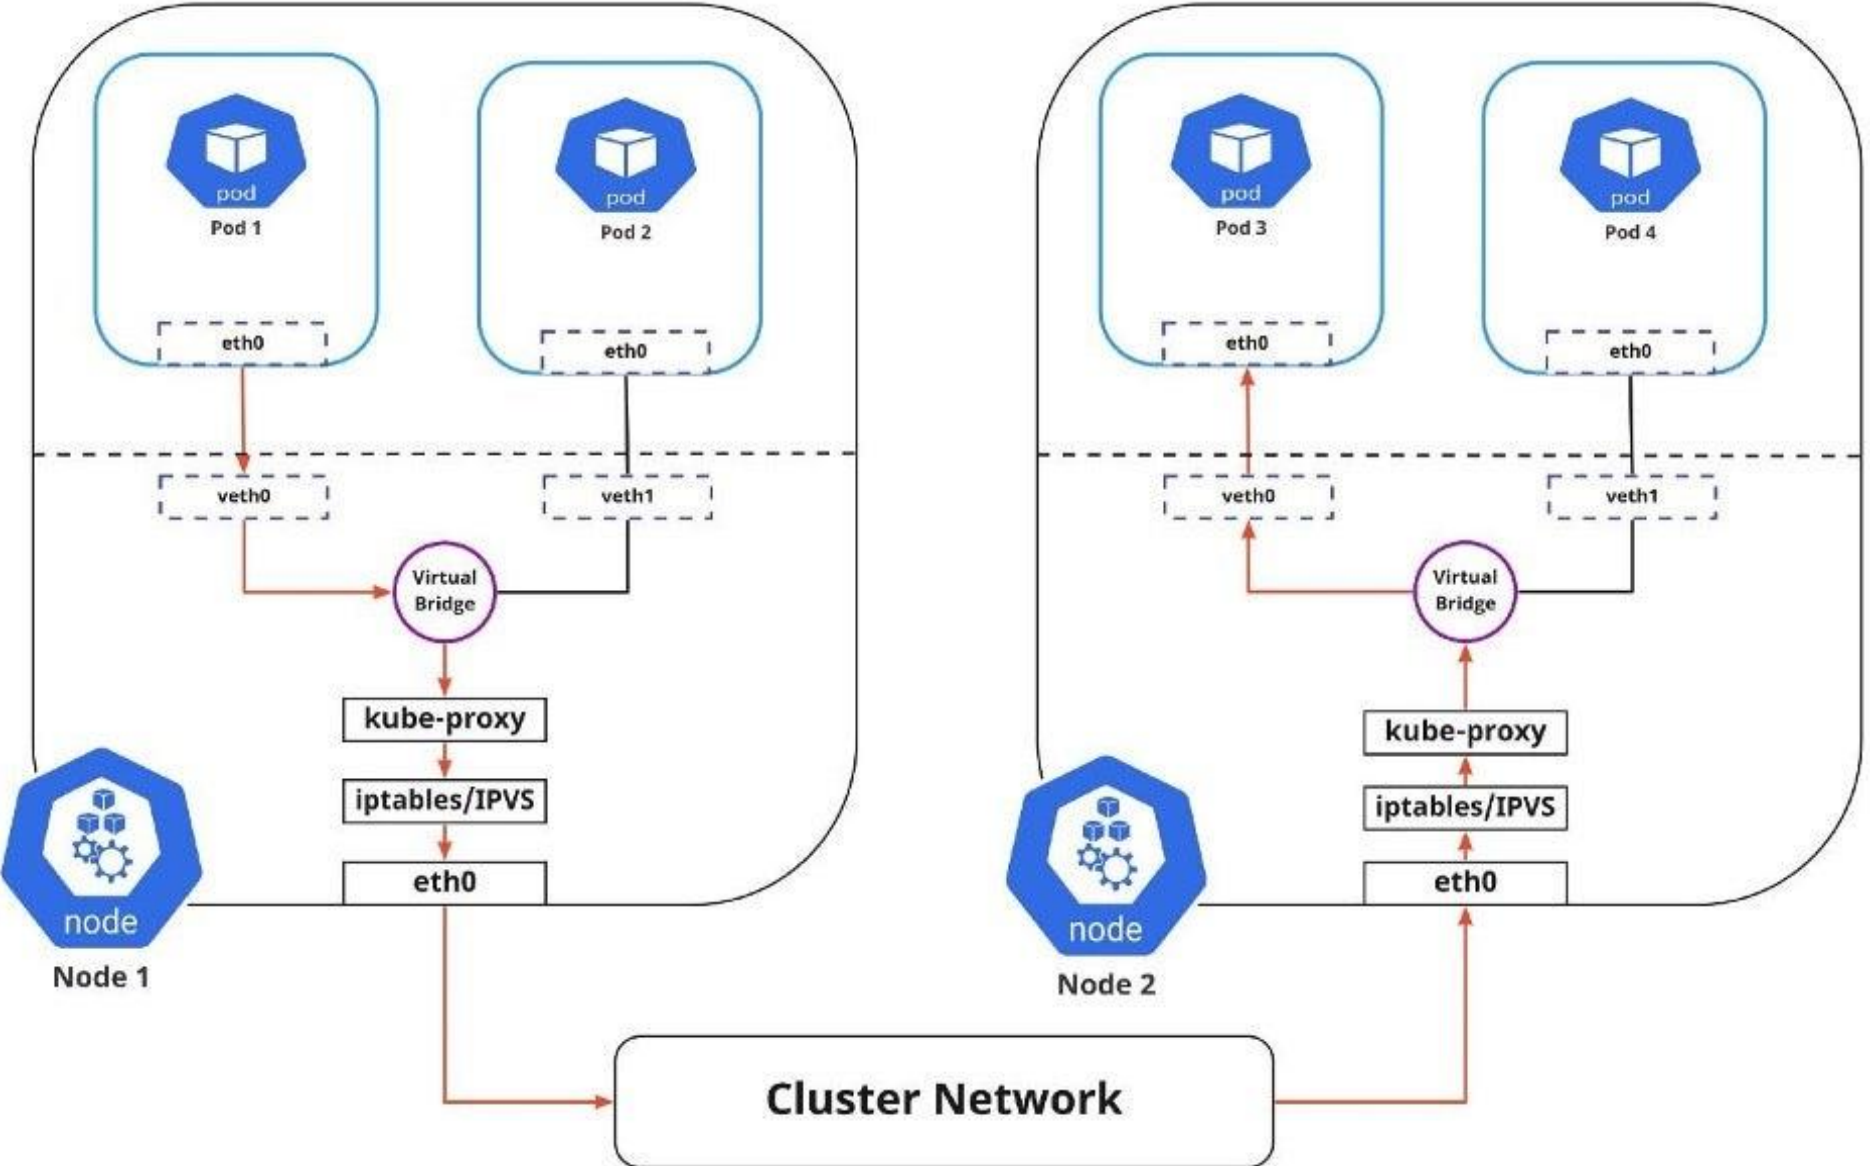 pod
Pod 1
eth0
pod
Pod 2
eth0
veth0
veth1
Virtual
Bridge
kube-proxy
iptables/IPVS
eth0
node
Node 1
pod
Pod 3
eth0
pod
Pod 4
eth0
veth0
veth1
Virtual
Bridge
kube-proxy
iptables/IPVS
eth0
node
Node 2
Cluster Network